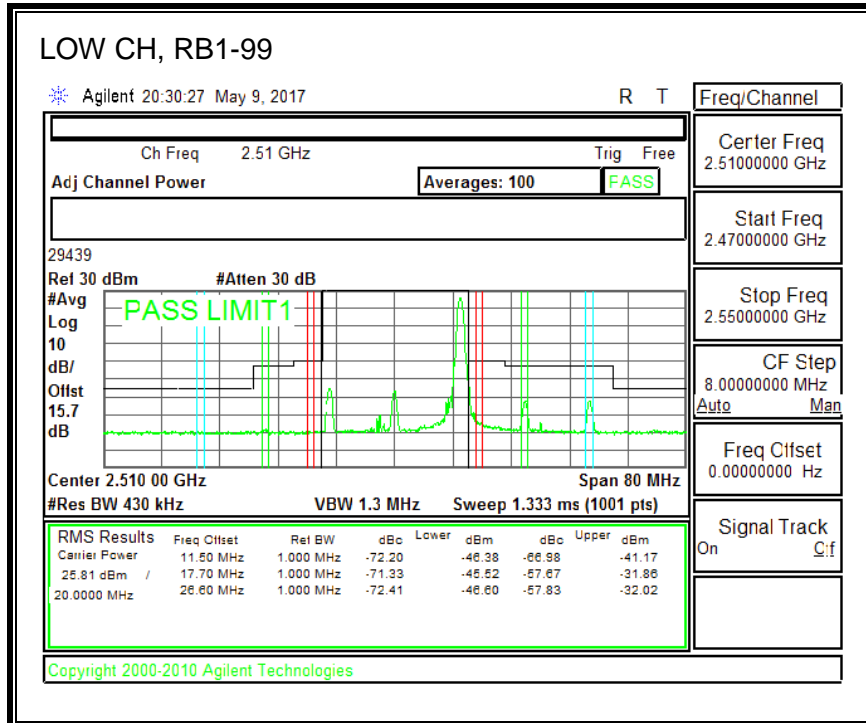 LOW CH, RB1-99
Agilent 20:30:27 May 9, 2017 R T
Ch Freq 2.51 GHz Trig Free
Adj Channel Power Averages: 100 PASS
29439
Ref 30 dBm #Atten 30 dB
#Avg
Log
10
dB/
Offst
15.7
dB
PASS LIMIT1
Center 2.510 00 GHz Span 80 MHz
#Res BW 430 kHz VBW 1.3 MHz Sweep 1.333 ms (1001 pts)
RMS Results Freq Offset Ref BW dBc Lower dBm dBc Upper dBm
Carrier Power 11.50 MHz 1.000 MHz -72.20 -46.38 -66.98 -41.17
25.81 dBm / 17.70 MHz 1.000 MHz -71.33 -45.52 -57.67 -31.86
20.0000 MHz 26.60 MHz 1.000 MHz -72.41 -46.60 -57.83 -32.02
Copyright 2000-2010 Agilent Technologies
Freq/Channel
Center Freq
2.51000000 GHz
Start Freq
2.47000000 GHz
Stop Freq
2.55000000 GHz
CF Step
8.00000000 MHz
Auto Man
Freq Offset
0.00000000 Hz
Signal Track
On Off